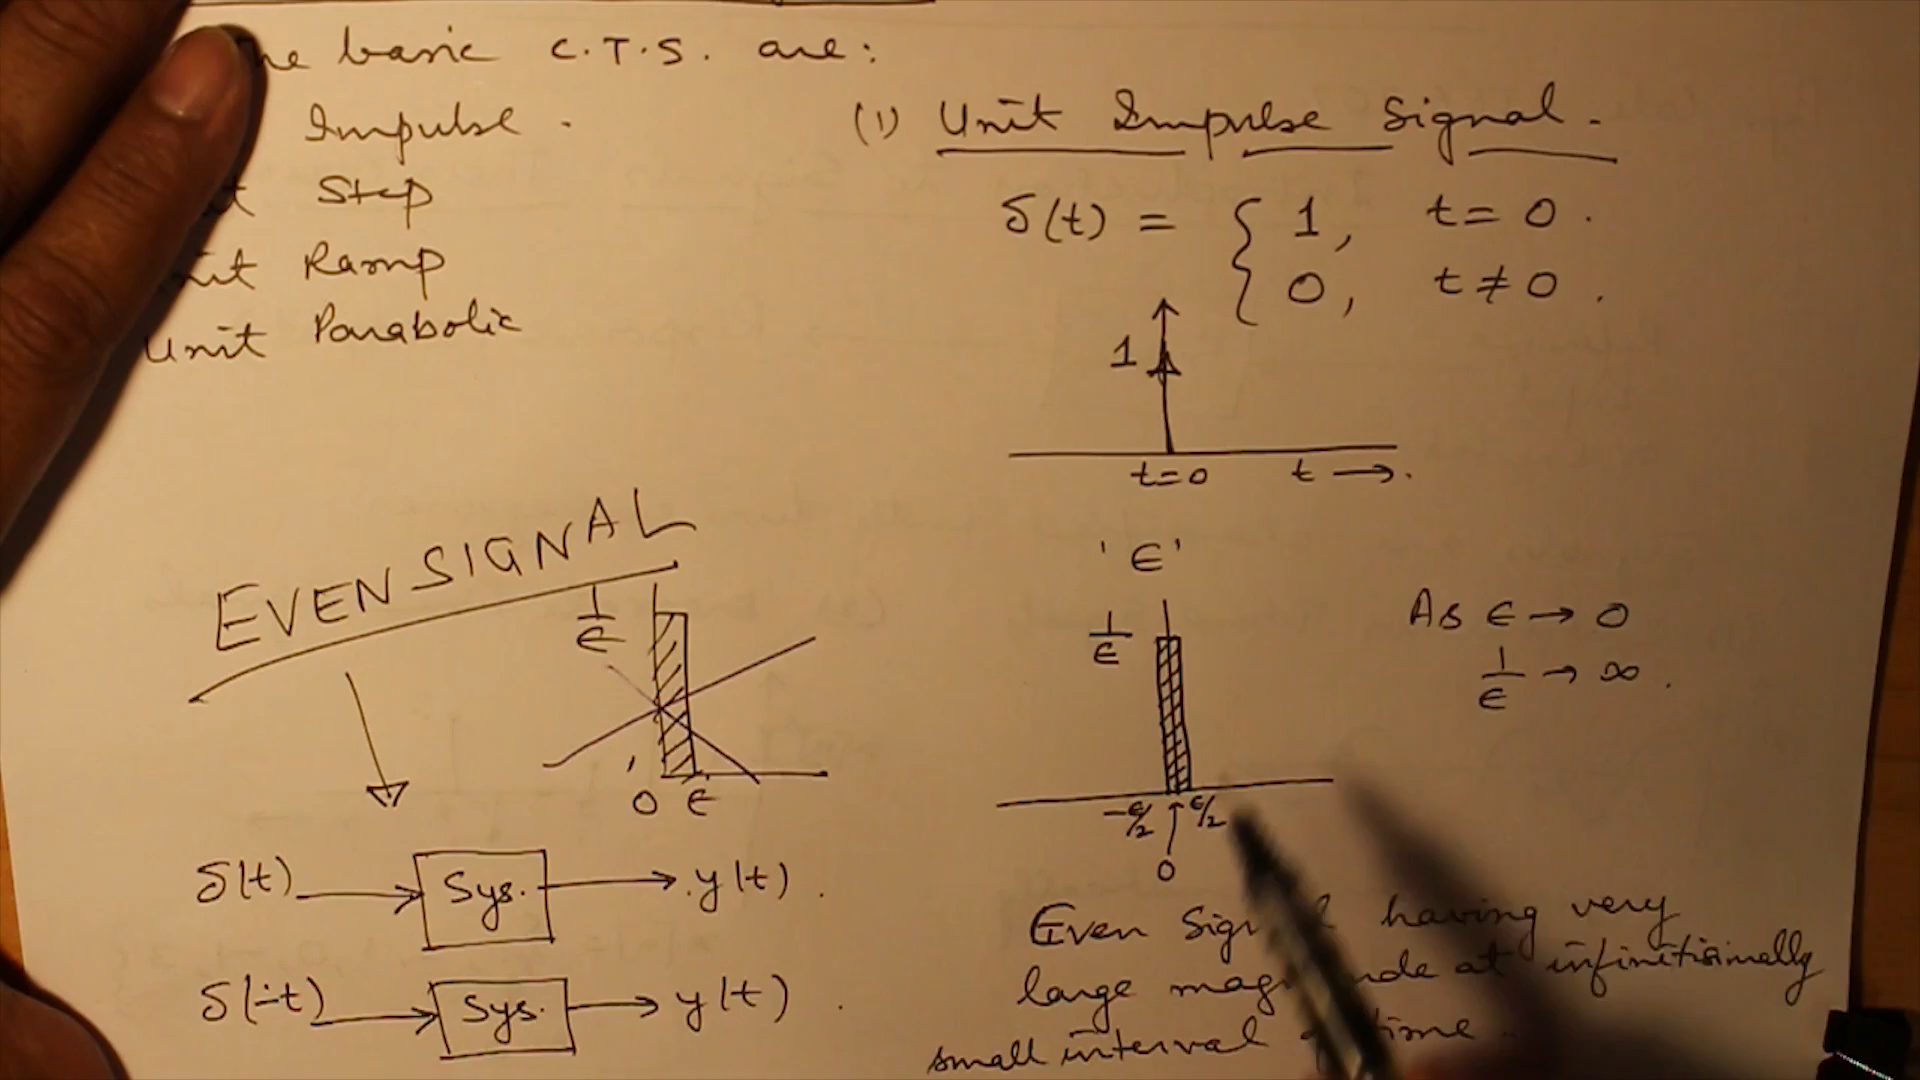 basic C.T.S. are:
Impulse.
Step
Unit Ramp
Unit Parabolic
(1) Unit Impulse Signal.
δ(t) = { 1, t = 0.
0, t ≠ 0.
1
t=0 t →.
EVEN SIGNAL
1/ϵ
0 ϵ
δ(t) → Sys. → y(t).
δ(-t) → Sys. → y(t).
'ϵ'
1/ϵ
-ϵ/2 ϵ/2
0
As ϵ → 0
1/ϵ → ∞.
Even having very
large at infinitisimally
small interval time.